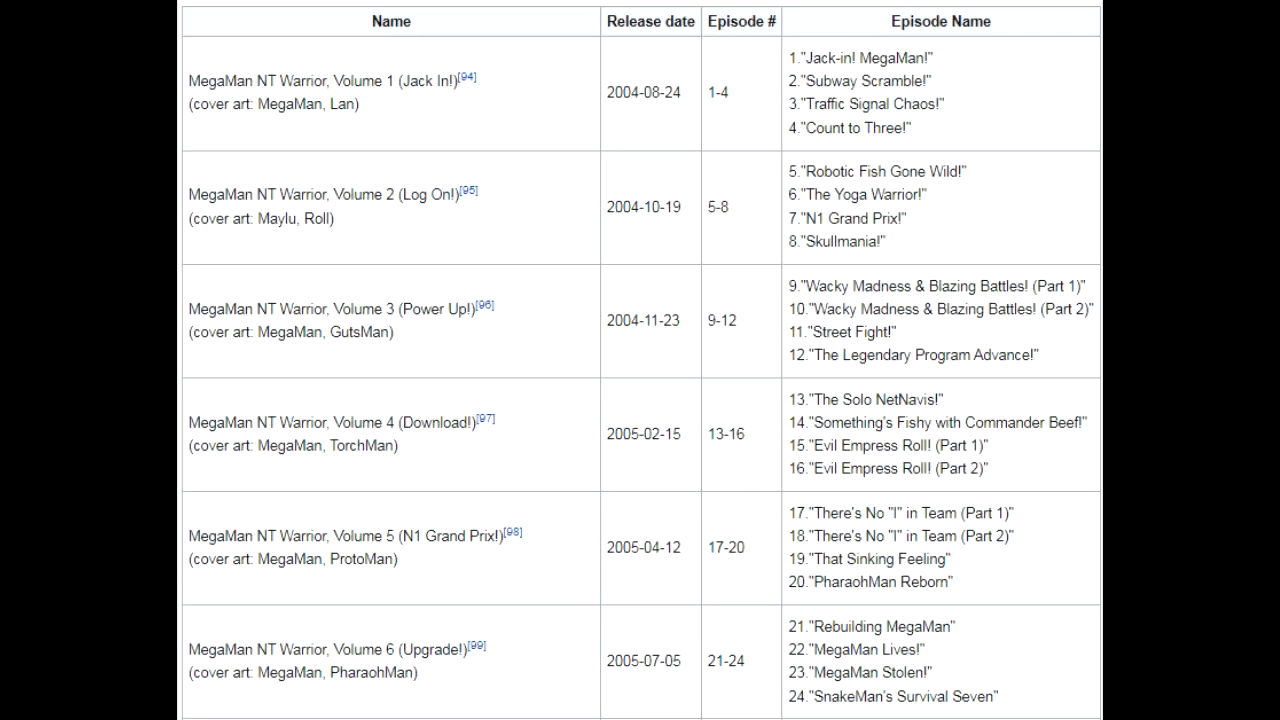 Name Release date Episode # Episode Name
MegaMan NT Warrior, Volume 1 (Jack In!)[94]
(cover art: MegaMan, Lan)
2004-08-24
1-4
1."Jack-in! MegaMan!"
2."Subway Scramble!"
3."Traffic Signal Chaos!"
4."Count to Three!"
MegaMan NT Warrior, Volume 2 (Log On!)[95]
(cover art: Maylu, Roll)
2004-10-19
5-8
5."Robotic Fish Gone Wild!"
6."The Yoga Warrior!"
7."N1 Grand Prix!"
8."Skullmania!"
MegaMan NT Warrior, Volume 3 (Power Up!)[96]
(cover art: MegaMan, GutsMan)
2004-11-23
9-12
9."Wacky Madness & Blazing Battles! (Part 1)"
10."Wacky Madness & Blazing Battles! (Part 2)"
11."Street Fight!"
12."The Legendary Program Advance!"
MegaMan NT Warrior, Volume 4 (Download!)[97]
(cover art: MegaMan, TorchMan)
2005-02-15
13-16
13."The Solo NetNavis!"
14."Something's Fishy with Commander Beef!"
15."Evil Empress Roll! (Part 1)"
16."Evil Empress Roll! (Part 2)"
MegaMan NT Warrior, Volume 5 (N1 Grand Prix!)[98]
(cover art: MegaMan, ProtoMan)
2005-04-12
17-20
17."There's No "I" in Team (Part 1)"
18."There's No "I" in Team (Part 2)"
19."That Sinking Feeling"
20."PharaohMan Reborn"
MegaMan NT Warrior, Volume 6 (Upgrade!)[99]
(cover art: MegaMan, PharaohMan)
2005-07-05
21-24
21."Rebuilding MegaMan"
22."MegaMan Lives!"
23."MegaMan Stolen!"
24."SnakeMan's Survival Seven"